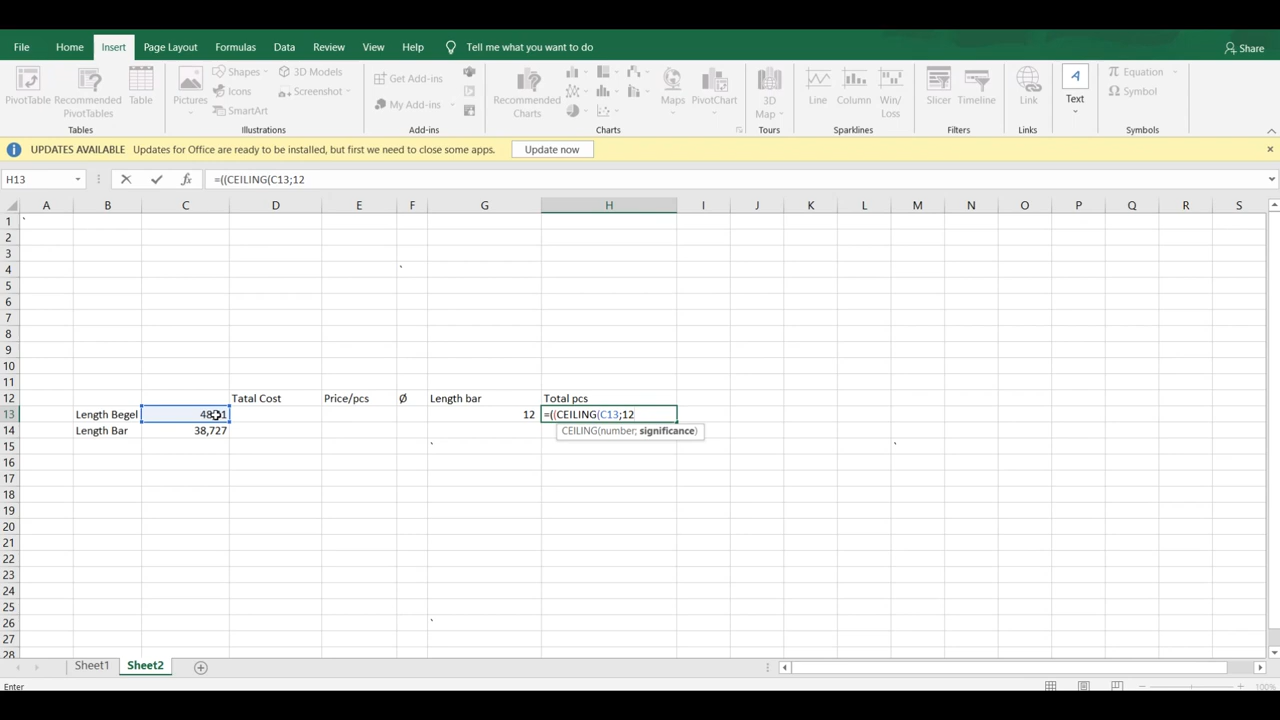 File Home Insert Page Layout Formulas Data Review View Help Tell me what you want to do Share
PivotTable Recommended PivotTables Table Pictures Shapes 3D Models SmartArt Screenshot Get Add-ins My Add-ins Recommended Charts Maps PivotChart 3D Map Line Column Win/Loss Slicer Timeline Link Text Equation Symbol
Tables Illustrations Add-ins Charts Tours Sparklines Filters Links Symbols
UPDATES AVAILABLE Updates for Office are ready to be installed, but first we need to close some apps. Update now
H13 fx =((CEILING(C13;12
A B C D E F G H I J K L M N O P Q R S
1 `
2
3
4 `
5
6
7
8
9
10
11
12 Tatal Cost Price/pcs Ø Length bar Total pcs
13 Length Begel 12 =((CEILING(C13;12
CEILING(number; significance)
14 Length Bar 38,727
15 ` `
16
17
18
19
20
21
22
23
24
25
26 `
27
28
Sheet1 Sheet2
Enter 100%